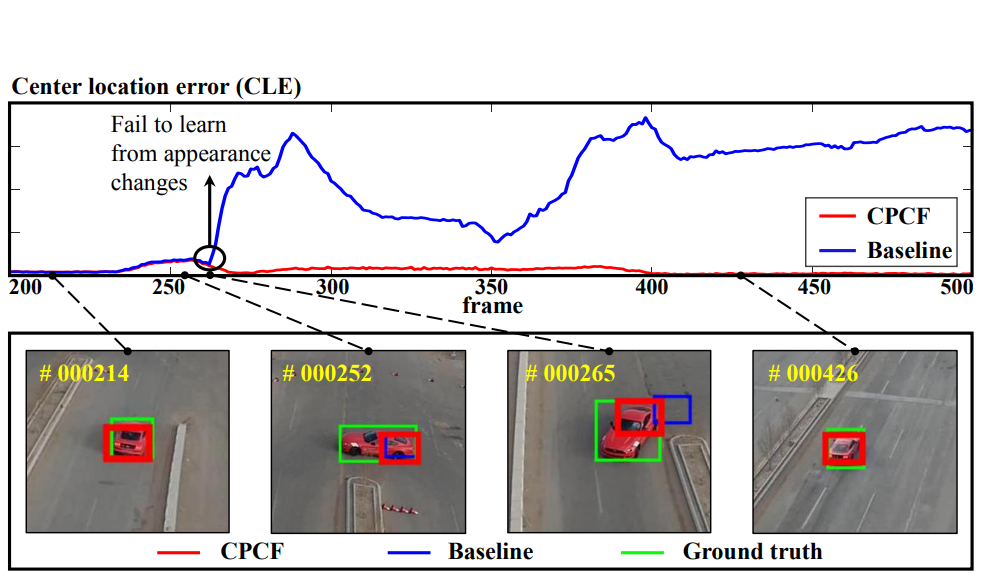 Center location error (CLE)
Fail to learn
from appearance
changes
CPCF
Baseline
200 250 300 350 400 450 500
frame
# 000214 # 000252 # 000265 # 000426
CPCF Baseline Ground truth